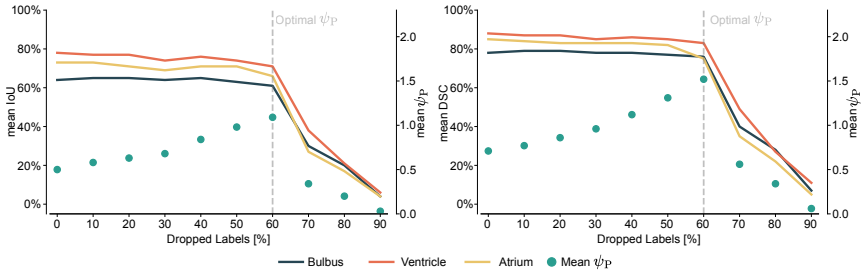 Optimal ψP
100%
80%
60%
40%
20%
0%
mean IoU
2.0
1.5
1.0
0.5
0.0
mean ψP
0 10 20 30 40 50 60 70 80 90
Dropped Labels [%]
Optimal ψP
100%
80%
60%
40%
20%
0%
mean DSC
2.0
1.5
1.0
0.5
0.0
mean ψP
0 10 20 30 40 50 60 70 80 90
Dropped Labels [%]
Bulbus Ventricle Atrium Mean ψP